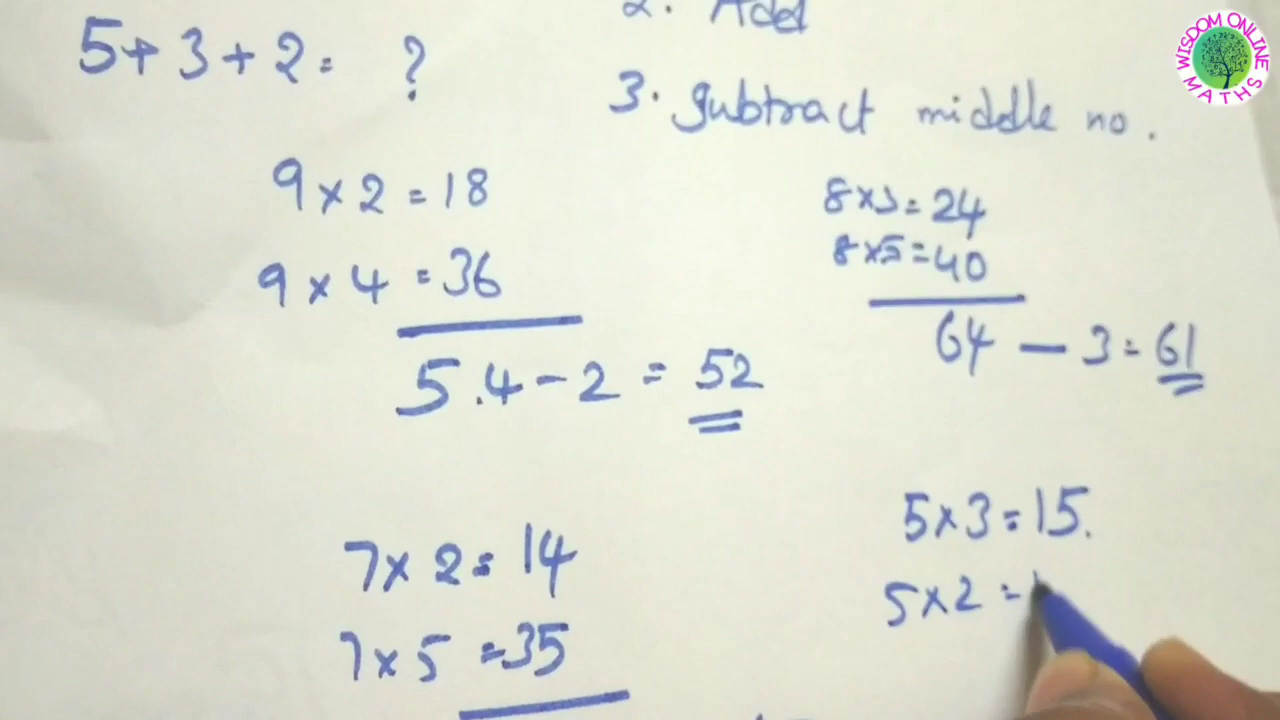 2. Add
5+ 3 + 2 = ?
3. Subtract middle no.
9 × 2 = 18
9 × 4 = 36
5.4 - 2 = 52
8×3=24
8×5=40
64 - 3 = 61
7× 2 = 14
7 × 5 = 35
5×3=15.
5×2 =
WISDOM ONLINE MATHS